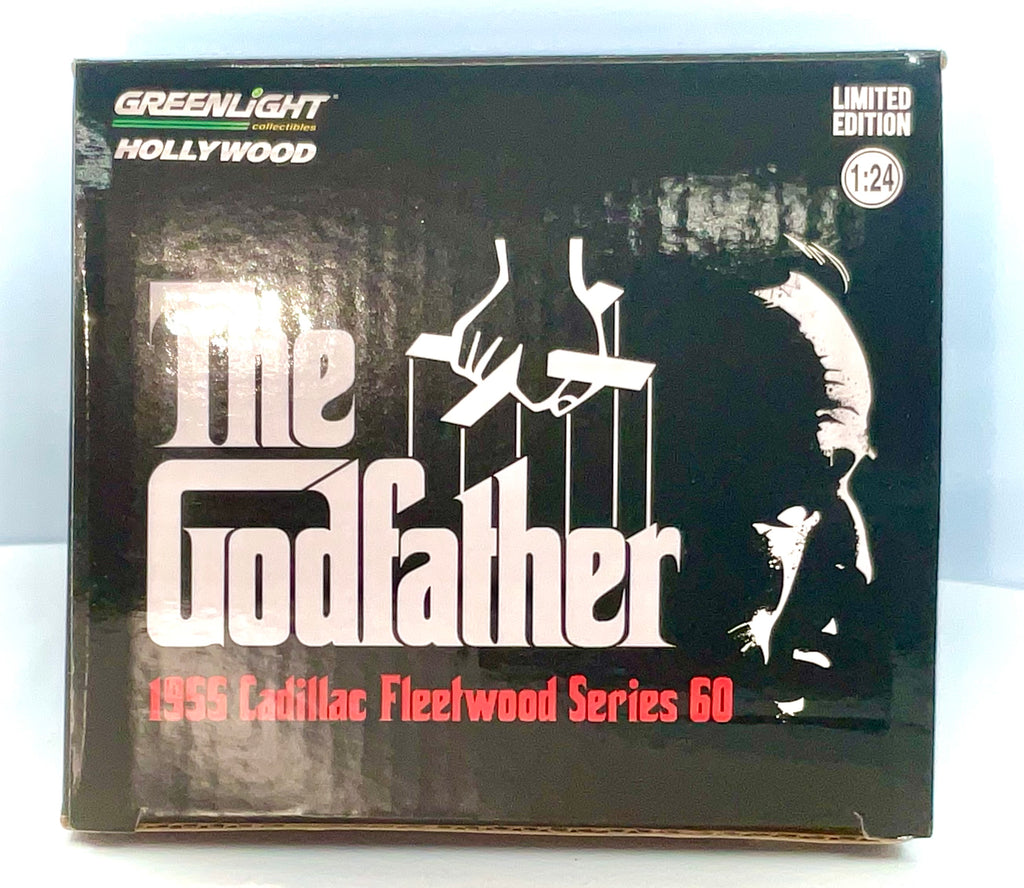 GREENLiGHT
collectibles
HOLLYWOOD
LIMITED
EDITION
1:24
The
Godfather
1955 Cadillac Fleetwood Series 60